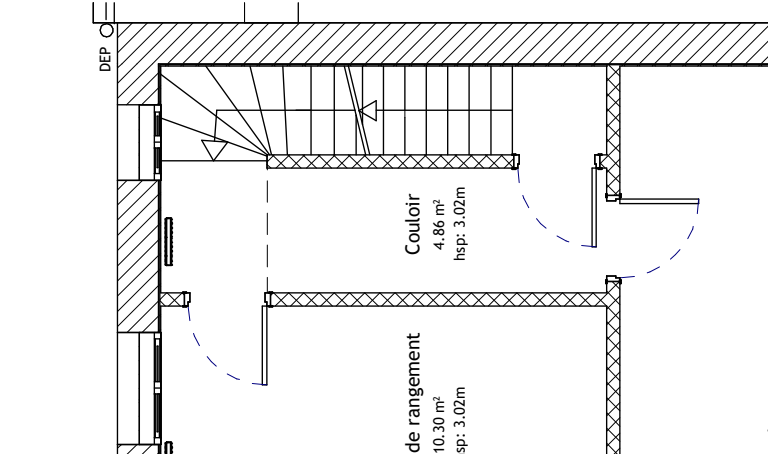 DEP
Couloir
4.86 m²
hsp: 3.02m
de rangement
10.30 m²
sp: 3.02m